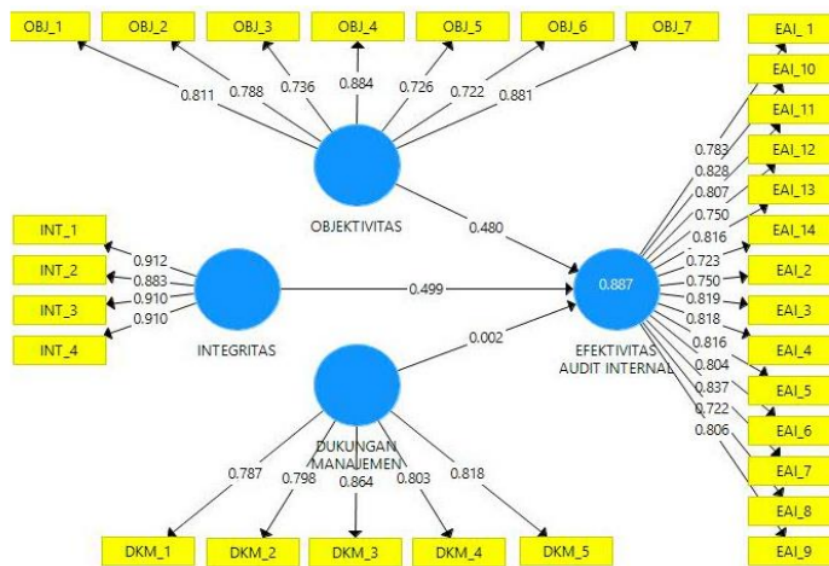 OBJ_1 OBJ_2 OBJ_3 OBJ_4 OBJ_5 OBJ_6 OBJ_7
0.811 0.788 0.736 0.884 0.726 0.722 0.881
OBJEKTIVITAS
INT_1
INT_2
INT_3
INT_4
0.912
0.883
0.910
0.910
INTEGRITAS
0.480
0.499
0.002
DUKUNGAN
MANAJEMEN
0.787 0.798 0.864 0.803 0.818
DKM_1 DKM_2 DKM_3 DKM_4 DKM_5
0.887
EFEKTIVITAS
AUDIT INTERNAL
0.783
0.828
0.807
0.750
0.816
0.723
0.750
0.819
0.818
0.816
0.804
0.837
0.722
0.806
EAI_ 1
EAI_10
EAI_11
EAI_12
EAI_13
EAI_14
EAI_2
EAI_3
EAI_4
EAI_5
EAI_6
EAI_7
EAI_8
EAI_9